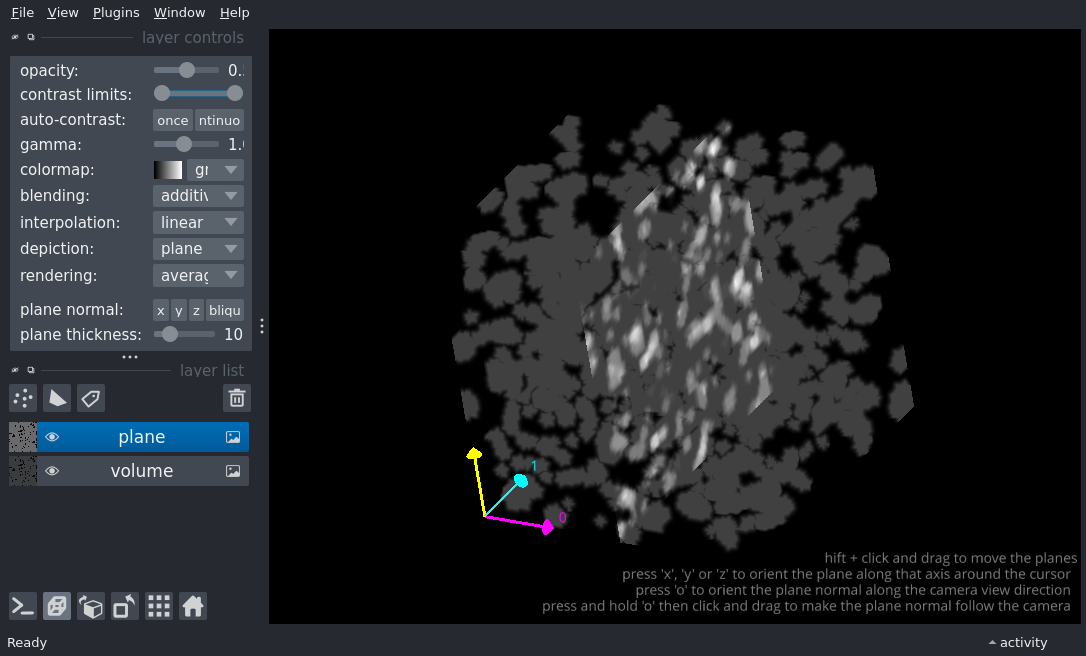 File View Plugins Window Help
layer controls
opacity: 0.
contrast limits:
auto-contrast: once ntinuo
gamma: 1.
colormap: gr
blending: additiv
interpolation: linear
depiction: plane
rendering: averag
plane normal: x y z bliqu
plane thickness: 10
layer list
plane
volume
1
0
hift + click and drag to move the planes
press 'x', 'y' or 'z' to orient the plane along that axis around the cursor
press 'o' to orient the plane normal along the camera view direction
press and hold 'o' then click and drag to make the plane normal follow the camera
Ready activity